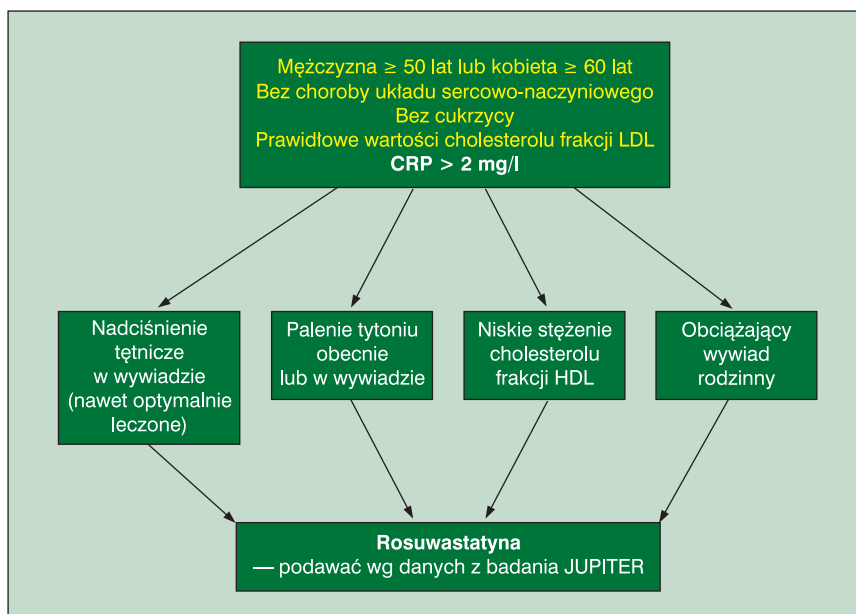 Mężczyzna ≥ 50 lat lub kobieta ≥ 60 lat
Bez choroby układu sercowo-naczyniowego
Bez cukrzycy
Prawidłowe wartości cholesterolu frakcji LDL
CRP > 2 mg/l
Nadciśnienie
tętnicze
w wywiadzie
(nawet optymalnie
leczone)
Palenie tytoniu
obecnie
lub w wywiadzie
Niskie stężenie
cholesterolu
frakcji HDL
Obciążający
wywiad
rodzinny
Rosuwastatyna
— podawać wg danych z badania JUPITER